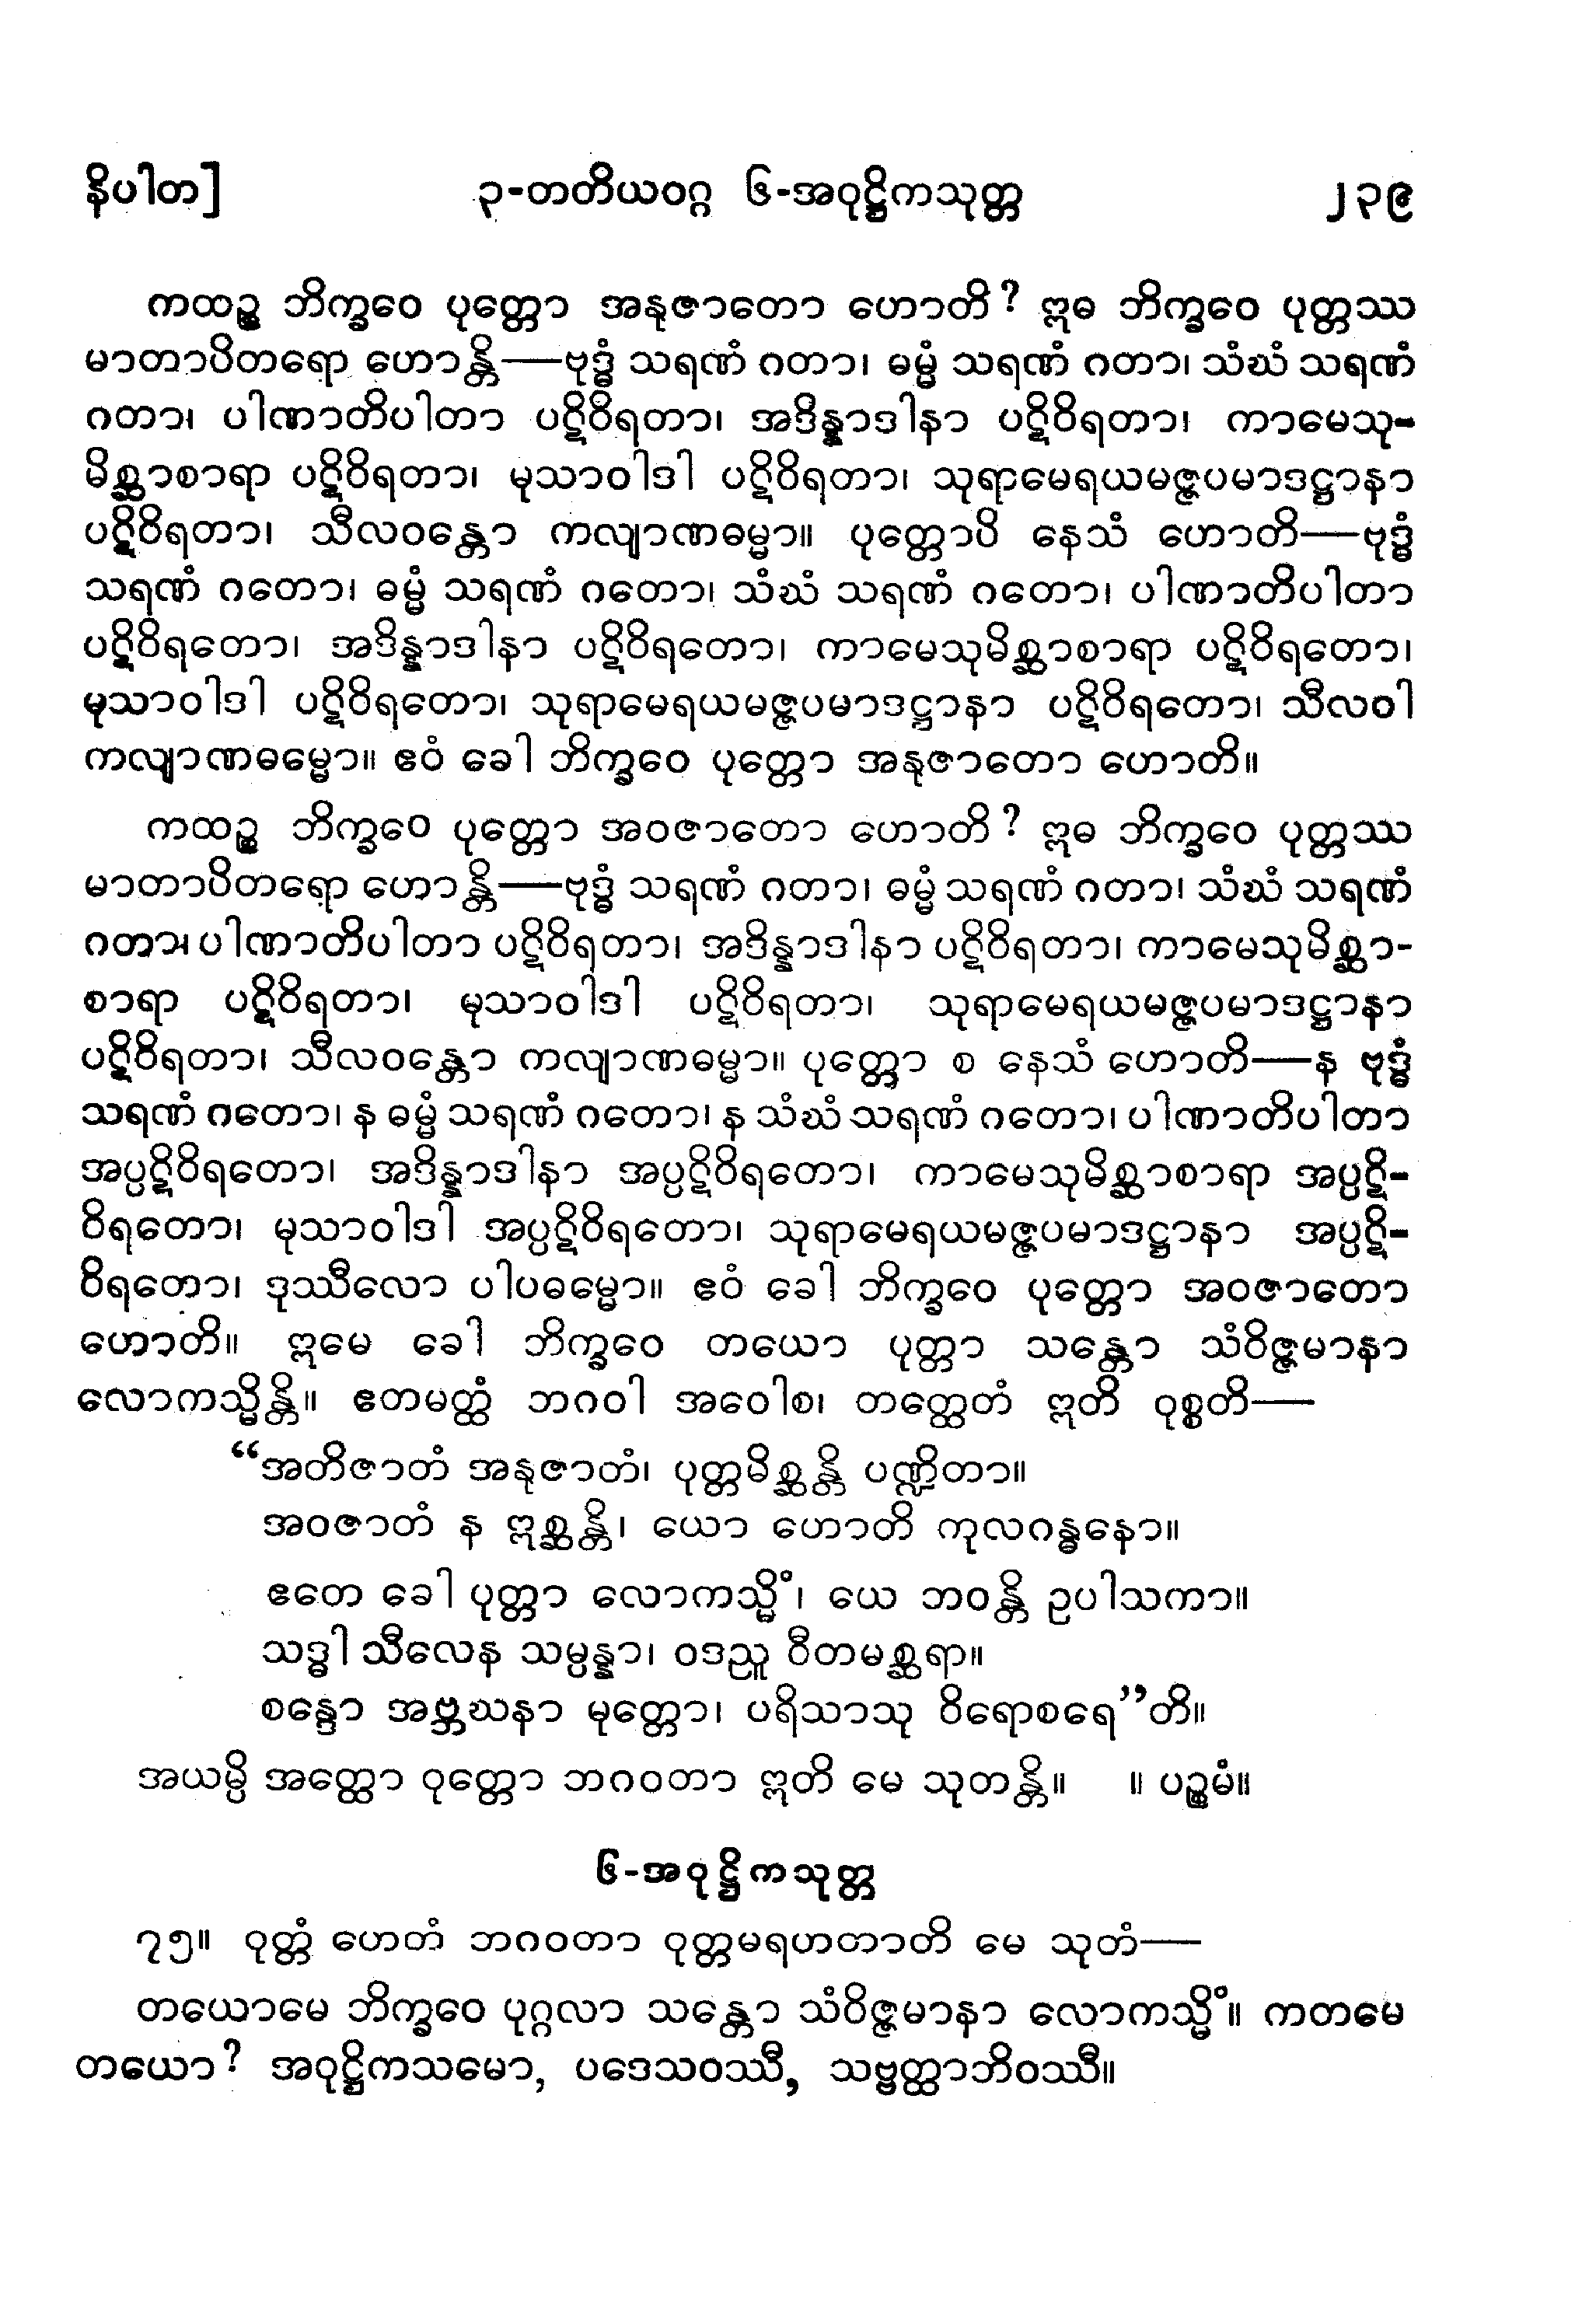 နိပါတ]	၃-တတိယဝဂ္ဂ ၆-အဝုဋ္ဌိကသုတ္တ	၂၃၉
ကထဉ္စ ဘိက္ခဝေ ပုတ္တော အနုဇာတော ဟောတိ? ဣဓ ဘိက္ခဝေ ပုတ္တဿ
မာတာပိတရော ဟောန္တိ—ဗုဒ္ဓံ သရဏံ ဂတာ၊ ဓမ္မံ သရဏံ ဂတာ၊ သံဃံ သရဏံ
ဂတာ၊ ပါဏာတိပါတာ ပဋိဝိရတာ၊ အဒိန္နာဒါနာ ပဋိဝိရတာ၊ ကာမေသု-
မိစ္ဆာစာရာ ပဋိဝိရတာ၊ မုသာဝါဒါ ပဋိဝိရတာ၊ သုရာမေရယမဇ္ဇပမာဒဋ္ဌာနာ
ပဋိဝိရတာ၊ သီလဝန္တော ကလျာဏဓမ္မာ။ ပုတ္တောပိ နေသံ ဟောတိ—ဗုဒ္ဓံ
သရဏံ ဂတော၊ ဓမ္မံ သရဏံ ဂတော၊ သံဃံ သရဏံ ဂတော၊ ပါဏာတိပါတာ
ပဋိဝိရတော၊ အဒိန္နာဒါနာ ပဋိဝိရတော၊ ကာမေသုမိစ္ဆာစာရာ ပဋိဝိရတော၊
မုသာဝါဒါ ပဋိဝိရတော၊ သုရာမေရယမဇ္ဇပမာဒဋ္ဌာနာ ပဋိဝိရတော၊ သီလဝါ
ကလျာဏဓမ္မော။ ဧဝံ ခေါ ဘိက္ခဝေ ပုတ္တော အနုဇာတော ဟောတိ။
ကထဉ္စ ဘိက္ခဝေ ပုတ္တော အဝဇာတော ဟောတိ? ဣဓ ဘိက္ခဝေ ပုတ္တဿ
မာတာပိတရော ဟောန္တိ—ဗုဒ္ဓံ သရဏံ ဂတာ၊ ဓမ္မံ သရဏံ ဂတာ၊ သံဃံ သရဏံ
ဂတာ၊ ပါဏာတိပါတာ ပဋိဝိရတာ၊ အဒိန္နာဒါနာ ပဋိဝိရတာ၊ ကာမေသုမိစ္ဆာ-
စာရာ ပဋိဝိရတာ၊ မုသာဝါဒါ ပဋိဝိရတာ၊ သုရာမေရယမဇ္ဇပမာဒဋ္ဌာနာ
ပဋိဝိရတာ၊ သီလဝန္တော ကလျာဏဓမ္မာ။ ပုတ္တော စ နေသံ ဟောတိ—န ဗုဒ္ဓံ
သရဏံ ဂတော၊ န ဓမ္မံ သရဏံ ဂတော၊ န သံဃံ သရဏံ ဂတော၊ ပါဏာတိပါတာ
အပ္ပဋိဝိရတော၊ အဒိန္နာဒါနာ အပ္ပဋိဝိရတော၊ ကာမေသုမိစ္ဆာစာရာ အပ္ပဋိ-
ဝိရတော၊ မုသာဝါဒါ အပ္ပဋိဝိရတော၊ သုရာမေရယမဇ္ဇပမာဒဋ္ဌာနာ အပ္ပဋိ-
ဝိရတော၊ ဒုဿီလော ပါပဓမ္မော။ ဧဝံ ခေါ ဘိက္ခဝေ ပုတ္တော အဝဇာတော
ဟောတိ။ ဣမေ ခေါ ဘိက္ခဝေ တယော ပုတ္တာ သန္တော သံဝိဇ္ဇမာနာ
လောကသ္မိန္တိ။ ဧတမတ္ထံ ဘဂဝါ အဝေါစ၊ တတ္ထေတံ ဣတိ ဝုစ္စတိ—
“အတိဇာတံ အနုဇာတံ၊ ပုတ္တမိစ္ဆန္တိ ပဏ္ဍိတာ။
အဝဇာတံ န ဣစ္ဆန္တိ၊ ယော ဟောတိ ကုလဂန္ဓနော။
ဧတေ ခေါ ပုတ္တာ လောကသ္မိံ၊ ယေ ဘဝန္တိ ဥပါသကာ။
သဒ္ဓါ သီလေန သမ္ပန္နာ၊ ဝဒညူ ဝီတမစ္ဆရာ။
စန္ဒော အဗ္ဘဃနာ မုတ္တော၊ ပရိသာသု ဝိရောစရေ”တိ။
အယမ္ပိ အတ္ထော ဝုတ္တော ဘဂဝတာ ဣတိ မေ သုတန္တိ။ ။ ပဉ္စမံ။
၆-အဝုဋ္ဌိကသုတ္တ
၇၅။ ဝုတ္တံ ဟေတံ ဘဂဝတာ ဝုတ္တမရဟတာတိ မေ သုတံ—
တယောမေ ဘိက္ခဝေ ပုဂ္ဂလာ သန္တော သံဝိဇ္ဇမာနာ လောကသ္မိံ။ ကတမေ
တယော? အဝုဋ္ဌိကသမော, ပဒေသဝဿီ, သဗ္ဗတ္ထာဘိဝဿီ။